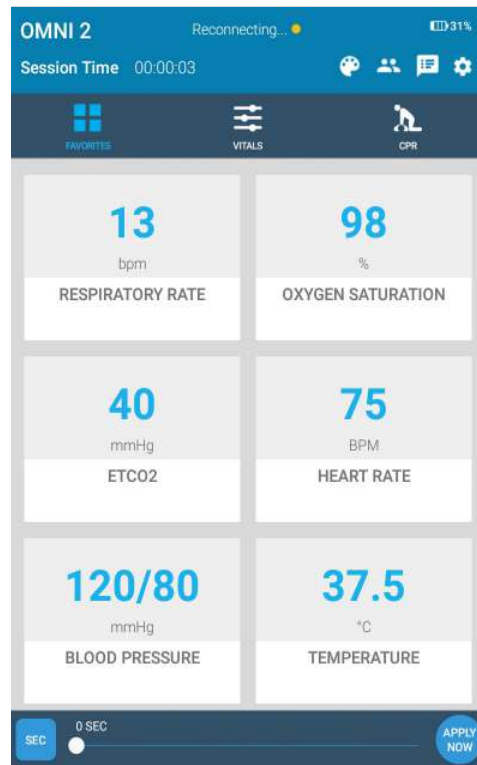 OMNI 2
Reconnecting...
31%
Session Time 00:00:03
FAVORITES
VITALS
CPR
13
bpm
RESPIRATORY RATE
98
%
OXYGEN SATURATION
40
mmHg
ETCO2
75
BPM
HEART RATE
120/80
mmHg
BLOOD PRESSURE
37.5
°C
TEMPERATURE
SEC
0 SEC
APPLY
NOW